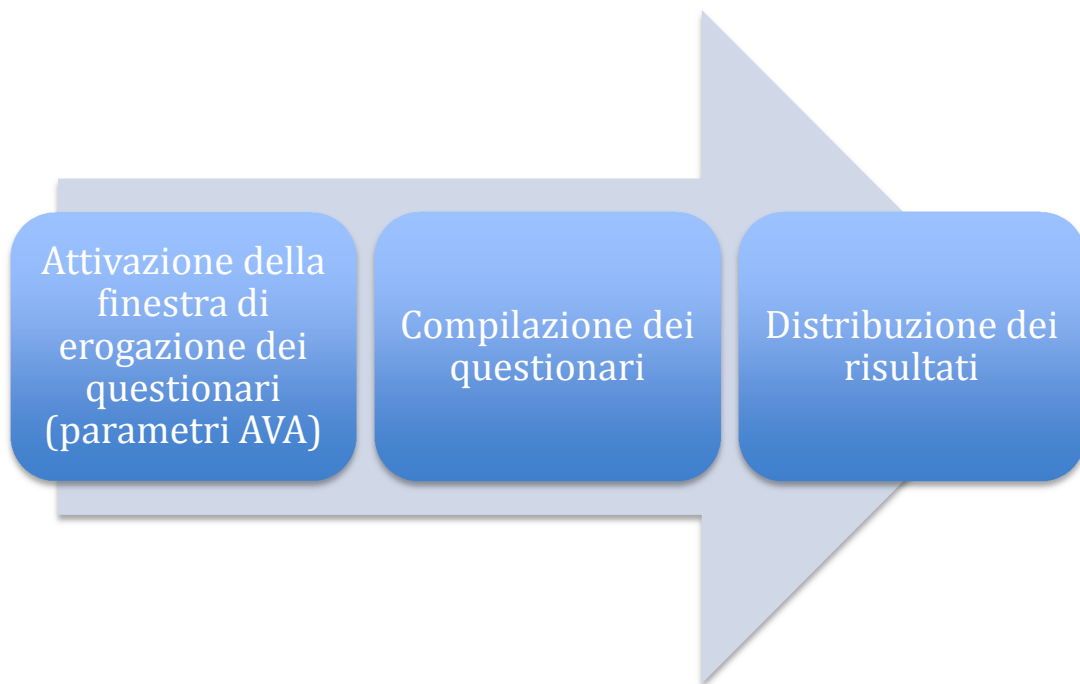 Attivazione della
finestra di
erogazione dei
questionari
(parametri AVA)
Compilazione dei
questionari
Distribuzione dei
risultati